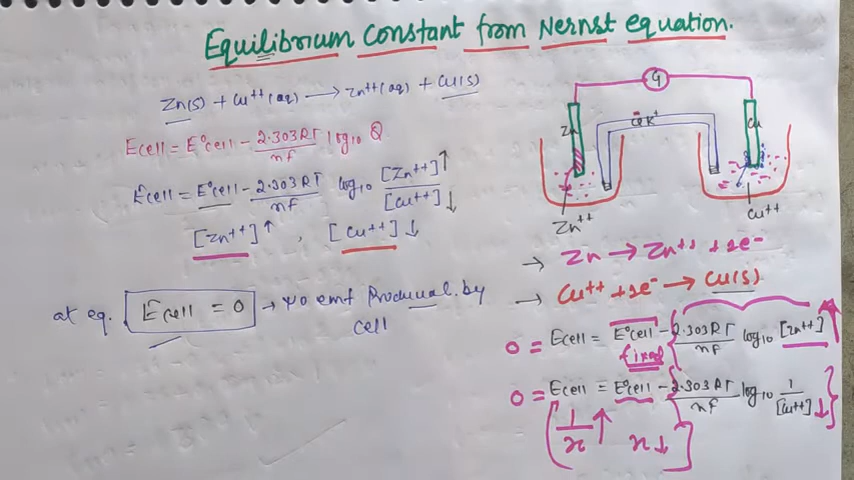 Equilibrium Constant from Nernst equation.
Zn(s) + Cu++ (aq) → Zn++ (aq) + Cu(s)
Ecell = E°cell - 2.303RT/nf log10 Q
Ecell = E°cell - 2.303RT/nf log10 [Zn++]↑/[Cu++]↓
[Zn++]↑ , [Cu++]↓
at eq. Ecell = 0 → no emf by
cell
G
Zn
Cu
Zn++
Cu++
→ Zn → Zn++ + 2e-
→ Cu++ + 2e- → Cu(s)
0 = Ecell = E°cell - 2.303RT/nf log10 [Zn++]↑
fixed
0 = Ecell = E°cell - 2.303RT/nf log10 1/[Cu++]↓
1/x ↑ x↓